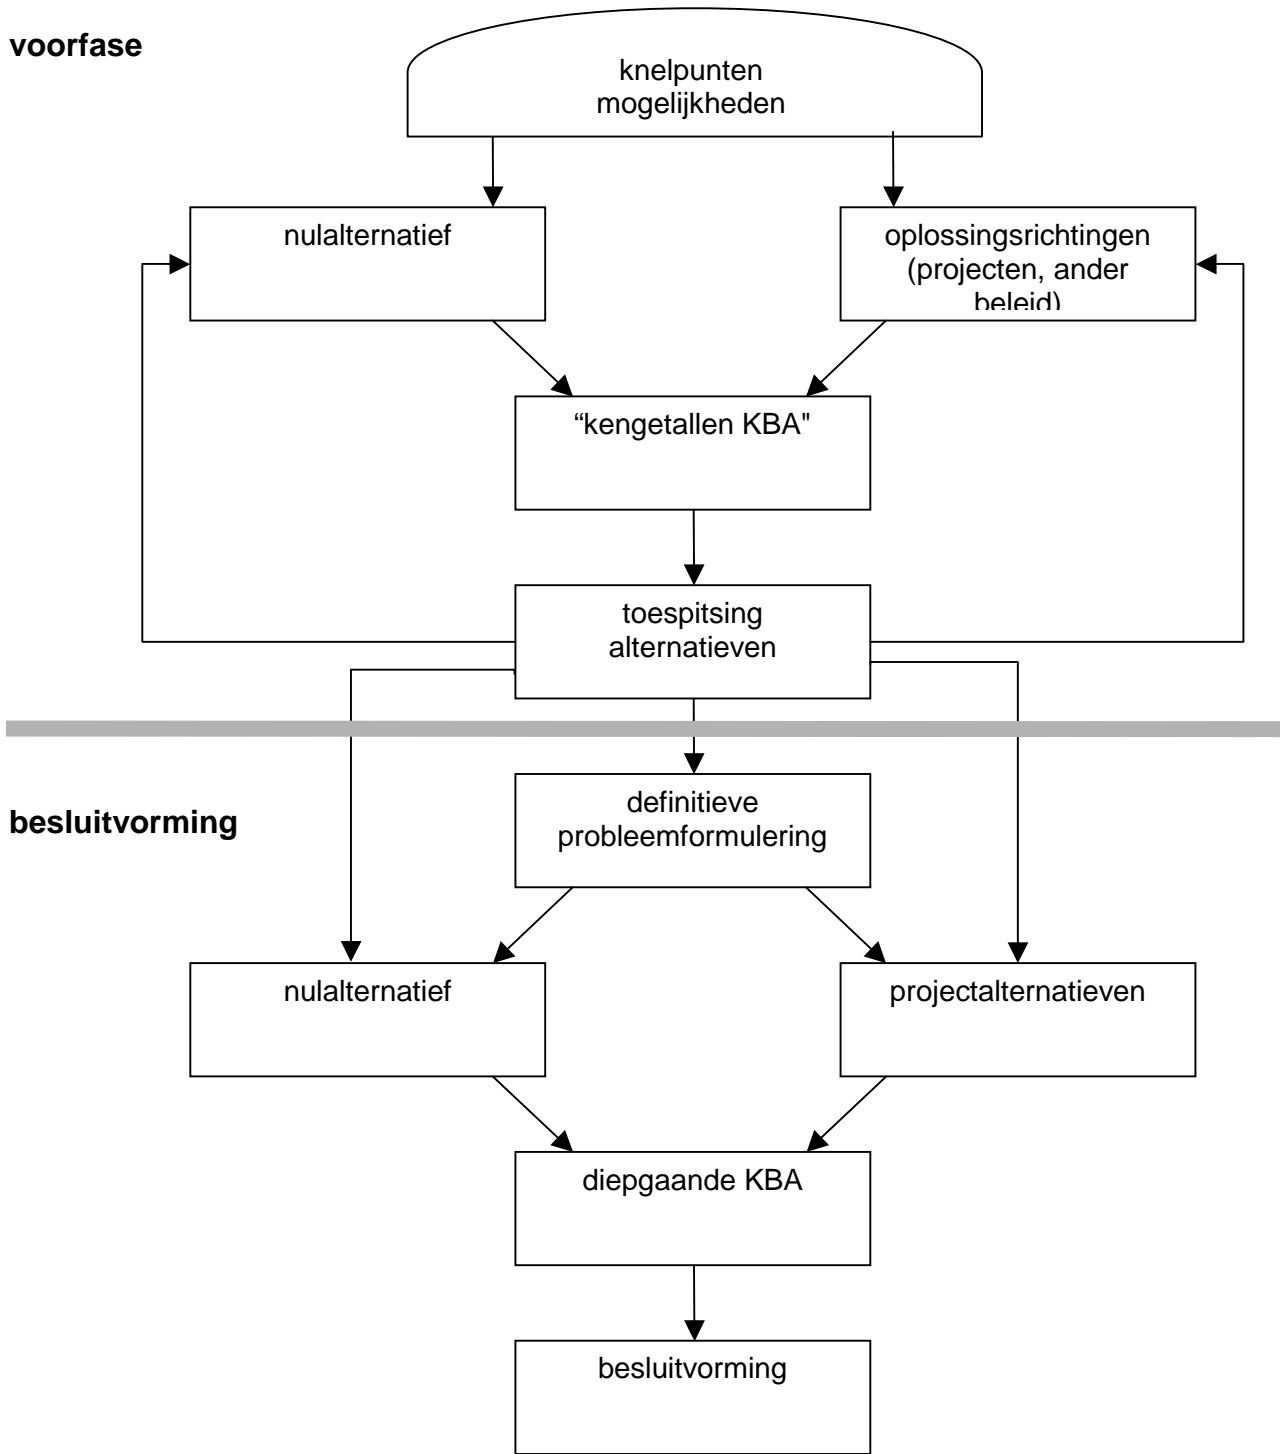 voorfase
knelpunten
mogelijkheden
nulalternatief
oplossingsrichtingen
(projecten, ander
beleid)
“kengetallen KBA"
toespitsing
alternatieven
definitieve
probleemformulering
besluitvorming
nulalternatief
projectalternatieven
diepgaande KBA
besluitvorming